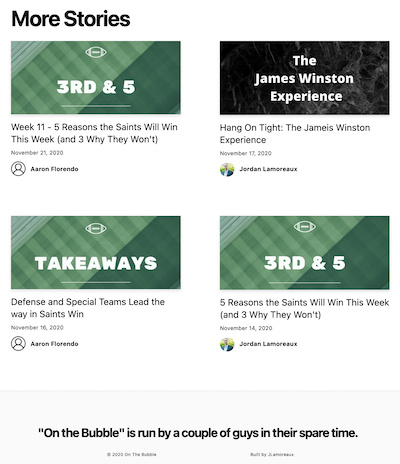 More Stories
3RD & 5
Week 11 - 5 Reasons the Saints Will Win
This Week (and 3 Why They Won't)
November 21, 2020
Aaron Florendo
The
James Winston
Experience
Hang On Tight: The Jameis Winston
Experience
November 17, 2020
Jordan Lamoreaux
TAKEAWAYS
Defense and Special Teams Lead the
way in Saints Win
November 16, 2020
Aaron Florendo
3RD & 5
5 Reasons the Saints Will Win This Week
(and 3 Why They Won't)
November 14, 2020
Jordan Lamoreaux
"On the Bubble" is run by a couple of guys in their spare time.
© 2020 On The Bubble
Built by JLamoreaux